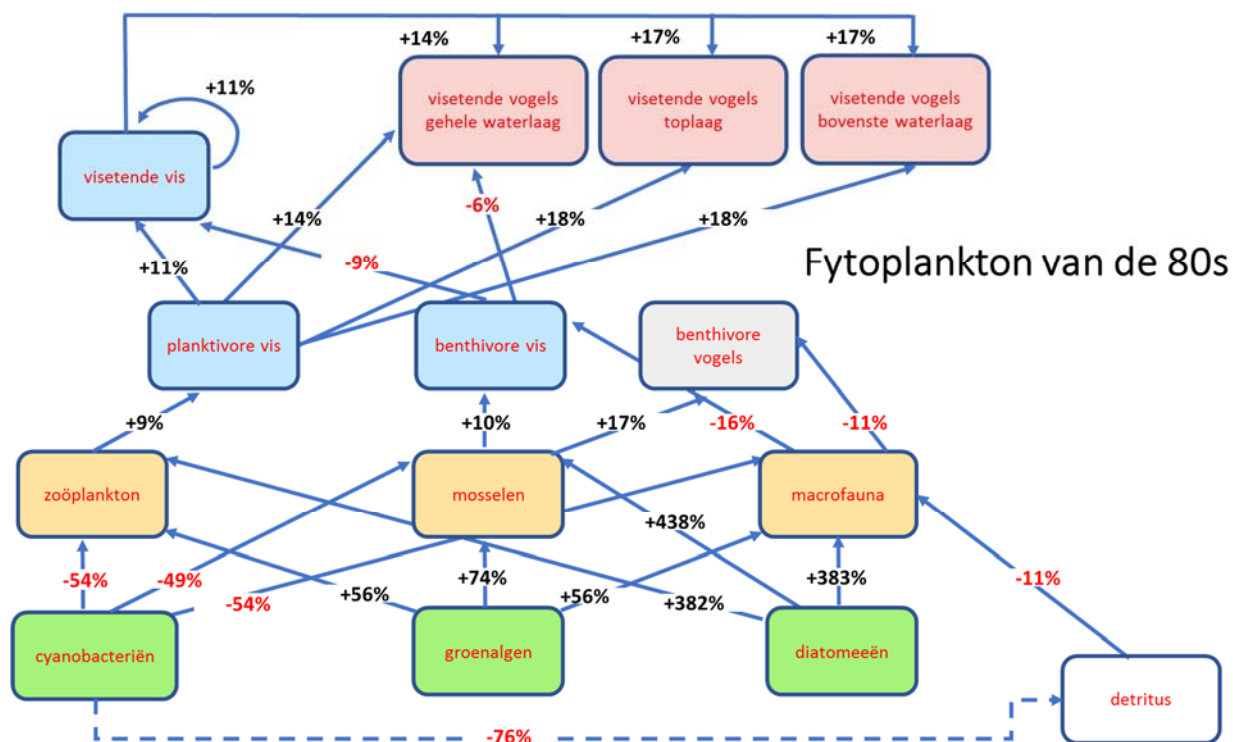 +14%
+17%
+17%
+11%
visetende vogels
gehele waterlaag
visetende vogels
toplaag
visetende vogels
bovenste waterlaag
visetende vis
+14%
-6%
+18%
+18%
+11%
-9%
Fytoplankton van de 80s
planktivore vis
benthivore vis
benthivore
vogels
+9%
+10%
+17%
-16%
-11%
zoöplankton
mosselen
macrofauna
+438%
-54%
-49%
-54%
+56%
+74%
+56%
+382%
+383%
-11%
cyanobacteriën
groenalgen
diatomeeën
detritus
-76%